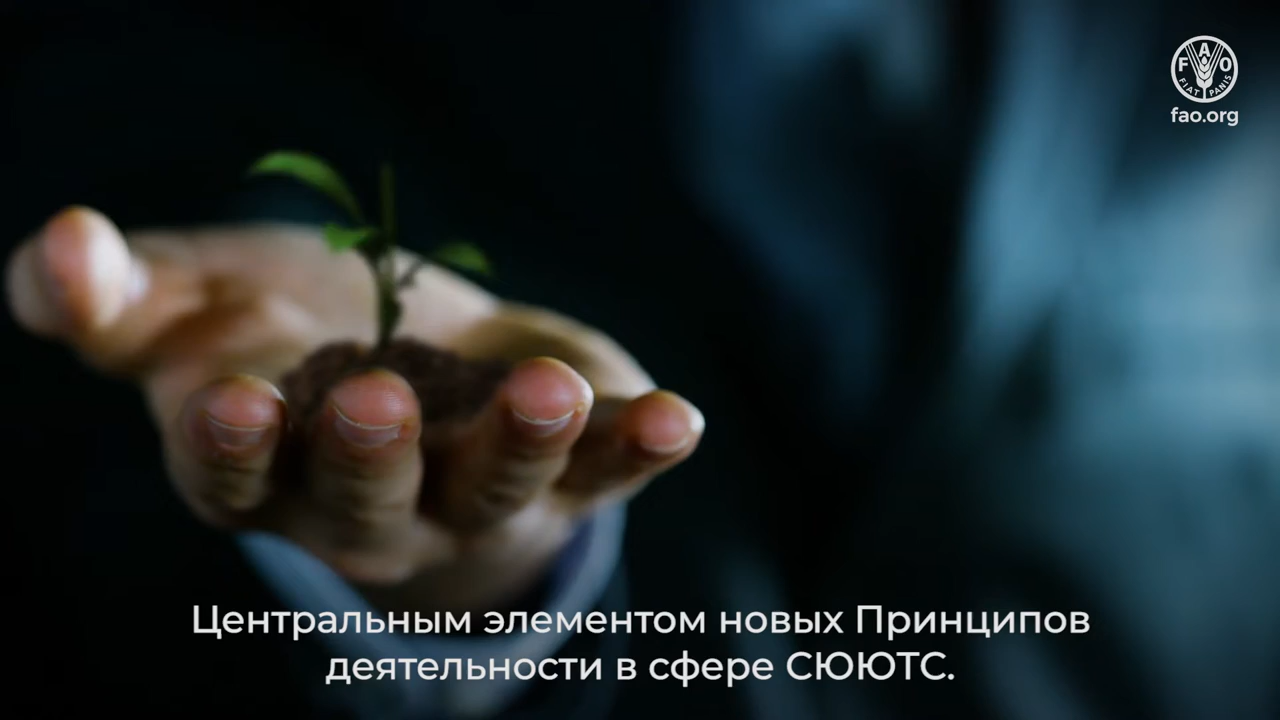 FAO
FIAT PANIS
fao.org
Центральным элементом новых Принципов
деятельности в сфере СЮЮТС.